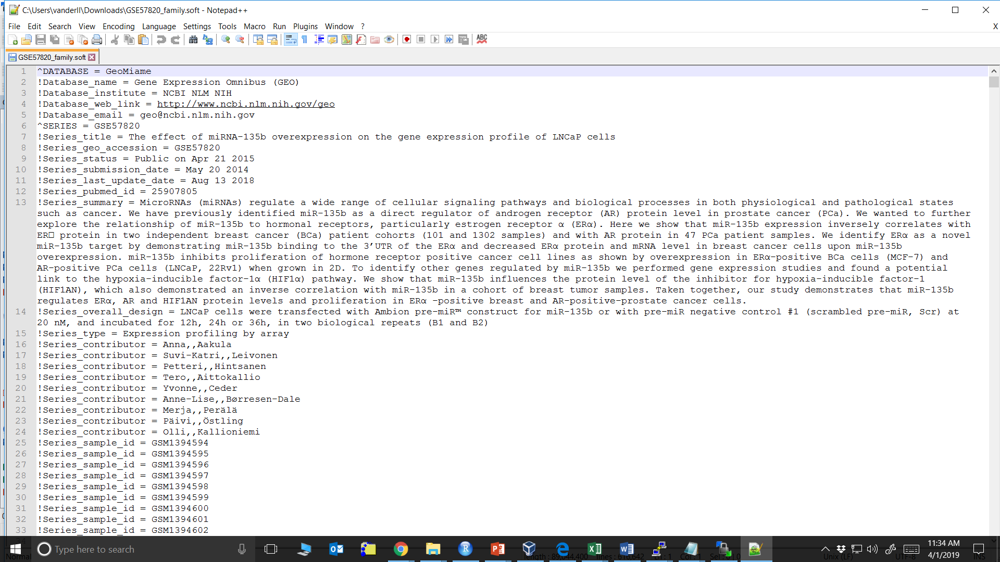 C:\Users\vanderll\Downloads\GSE57820_family.soft - Notepad++
File Edit Search View Encoding Language Settings Tools Macro Run Plugins Window ? X
GSE57820_family.soft
1 ^DATABASE = GeoMiame
2 !Database_name = Gene Expression Omnibus (GEO)
3 !Database_institute = NCBI NLM NIH
4 !Database_web_link = http://www.ncbi.nlm.nih.gov/geo
5 !Database_email = geo@ncbi.nlm.nih.gov
6 ^SERIES = GSE57820
7 !Series_title = The effect of miRNA-135b overexpression on the gene expression profile of LNCaP cells
8 !Series_geo_accession = GSE57820
9 !Series_status = Public on Apr 21 2015
10 !Series_submission_date = May 20 2014
11 !Series_last_update_date = Aug 13 2018
12 !Series_pubmed_id = 25907805
13 !Series_summary = MicroRNAs (miRNAs) regulate a wide range of cellular signaling pathways and biological processes in both physiological and pathological states
such as cancer. We have previously identified miR-135b as a direct regulator of androgen receptor (AR) protein level in prostate cancer (PCa). We wanted to further
explore the relationship of miR-135b to hormonal receptors, particularly estrogen receptor α (ERα). Here we show that miR-135b expression inversely correlates with
ER□ protein in two independent breast cancer (BCa) patient cohorts (101 and 1302 samples) and with AR protein in 47 PCa patient samples. We identify ERα as a novel
miR-135b target by demonstrating miR-135b binding to the 3’UTR of the ERα and decreased ERα protein and mRNA level in breast cancer cells upon miR-135b
overexpression. miR-135b inhibits proliferation of hormone receptor positive cancer cell lines as shown by overexpression in ERα-positive BCa cells (MCF-7) and
AR-positive PCa cells (LNCaP, 22Rv1) when grown in 2D. To identify other genes regulated by miR-135b we performed gene expression studies and found a potential
link to the hypoxia-inducible factor-1α (HIF1α) pathway. We show that miR-135b influences the protein level of the inhibitor for hypoxia-inducible factor-1
(HIF1AN), which also demonstrated an inverse correlation with miR-135b in a cohort of breast tumor samples. Taken together, our study demonstrates that miR-135b
regulates ERα, AR and HIF1AN protein levels and proliferation in ERα -positive breast and AR-positive-prostate cancer cells.
14 !Series_overall_design = LNCaP cells were transfected with Ambion pre-miR™ construct for miR-135b or with pre-miR negative control #1 (scrambled pre-miR, Scr) at
20 nM, and incubated for 12h, 24h or 36h, in two biological repeats (B1 and B2)
15 !Series_type = Expression profiling by array
16 !Series_contributor = Anna,,Aakula
17 !Series_contributor = Suvi-Katri,,Leivonen
18 !Series_contributor = Petteri,,Hintsanen
19 !Series_contributor = Tero,,Aittokallio
20 !Series_contributor = Yvonne,,Ceder
21 !Series_contributor = Anne-Lise,,Børresen-Dale
22 !Series_contributor = Merja,,Perälä
23 !Series_contributor = Päivi,,Östling
24 !Series_contributor = Olli,,Kallioniemi
25 !Series_sample_id = GSM1394594
26 !Series_sample_id = GSM1394595
27 !Series_sample_id = GSM1394596
28 !Series_sample_id = GSM1394597
29 !Series_sample_id = GSM1394598
30 !Series_sample_id = GSM1394599
31 !Series_sample_id = GSM1394600
32 !Series_sample_id = GSM1394601
33 !Series_sample_id = GSM1394602
34
Type here to search
11:34 AM
4/1/2019
Normal length : 89,044,400 lines : 616,642 Ln : 1 Col : 1 Sel : 0 | 0 Unix (LF) UTF-8 INS